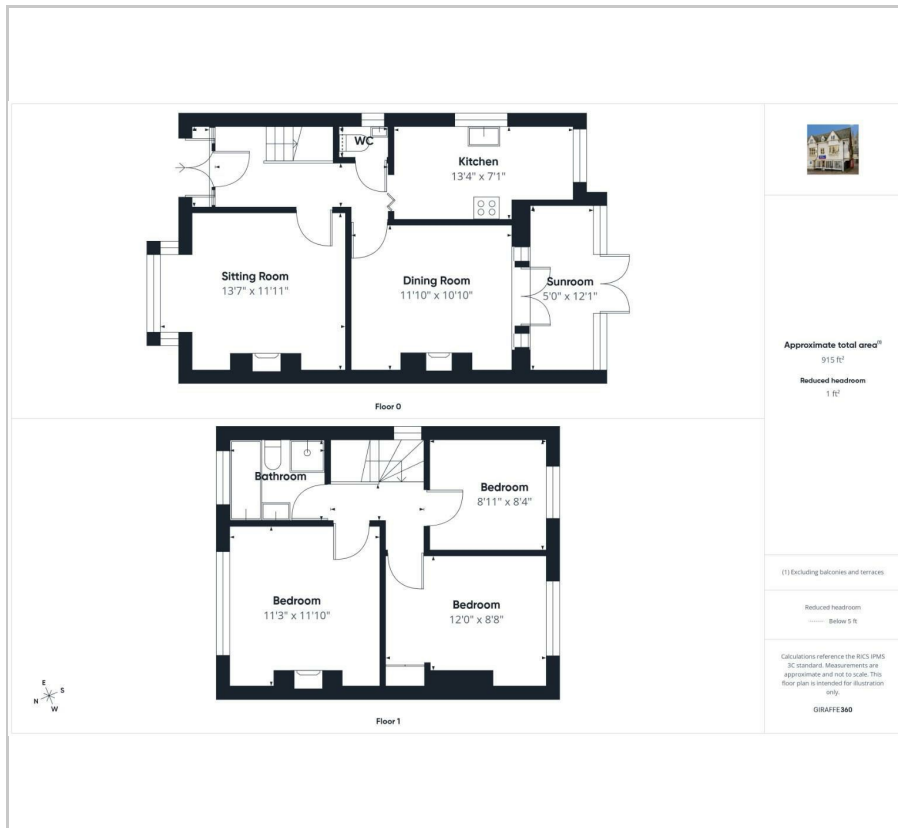 WC
Kitchen
13'4" x 7'1"
Sitting Room
13'7" x 11'11"
Dining Room
11'10" x 10'10"
Sunroom
5'0" x 12'1"
Floor 0
Bathroom
Bedroom
8'11" x 8'4"
Bedroom
11'3" x 11'10"
Bedroom
12'0" x 8'8"
Floor 1
E
S
N
W
Approximate total area(1)
915 ft²
Reduced headroom
1 ft²
(1) Excluding balconies and terraces
Reduced headroom
Below 5 ft
Calculations reference the RICS IPMS
3C standard. Measurements are
approximate and not to scale. This
floor plan is intended for illustration
only.
GIRAFFE360